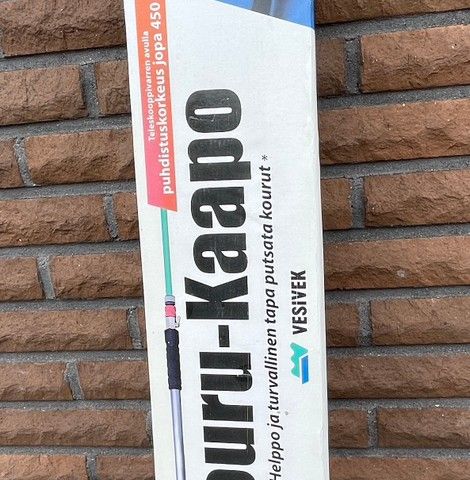 Teleskooppivarren avulla
puhdistuskorkeus jopa 450
ouru-Kaapo
Helppo ja turvallinen tapa putsata kourut *
VESIVEK